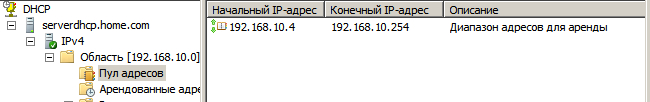 DHCP
serverdhcp.home.com
IPv4
Область [192.168.10.0]
Пул адресов
Арендованные адре
Начальный IP-адрес Конечный IP-адрес Описание
192.168.10.4 192.168.10.254 Диапазон адресов для аренды